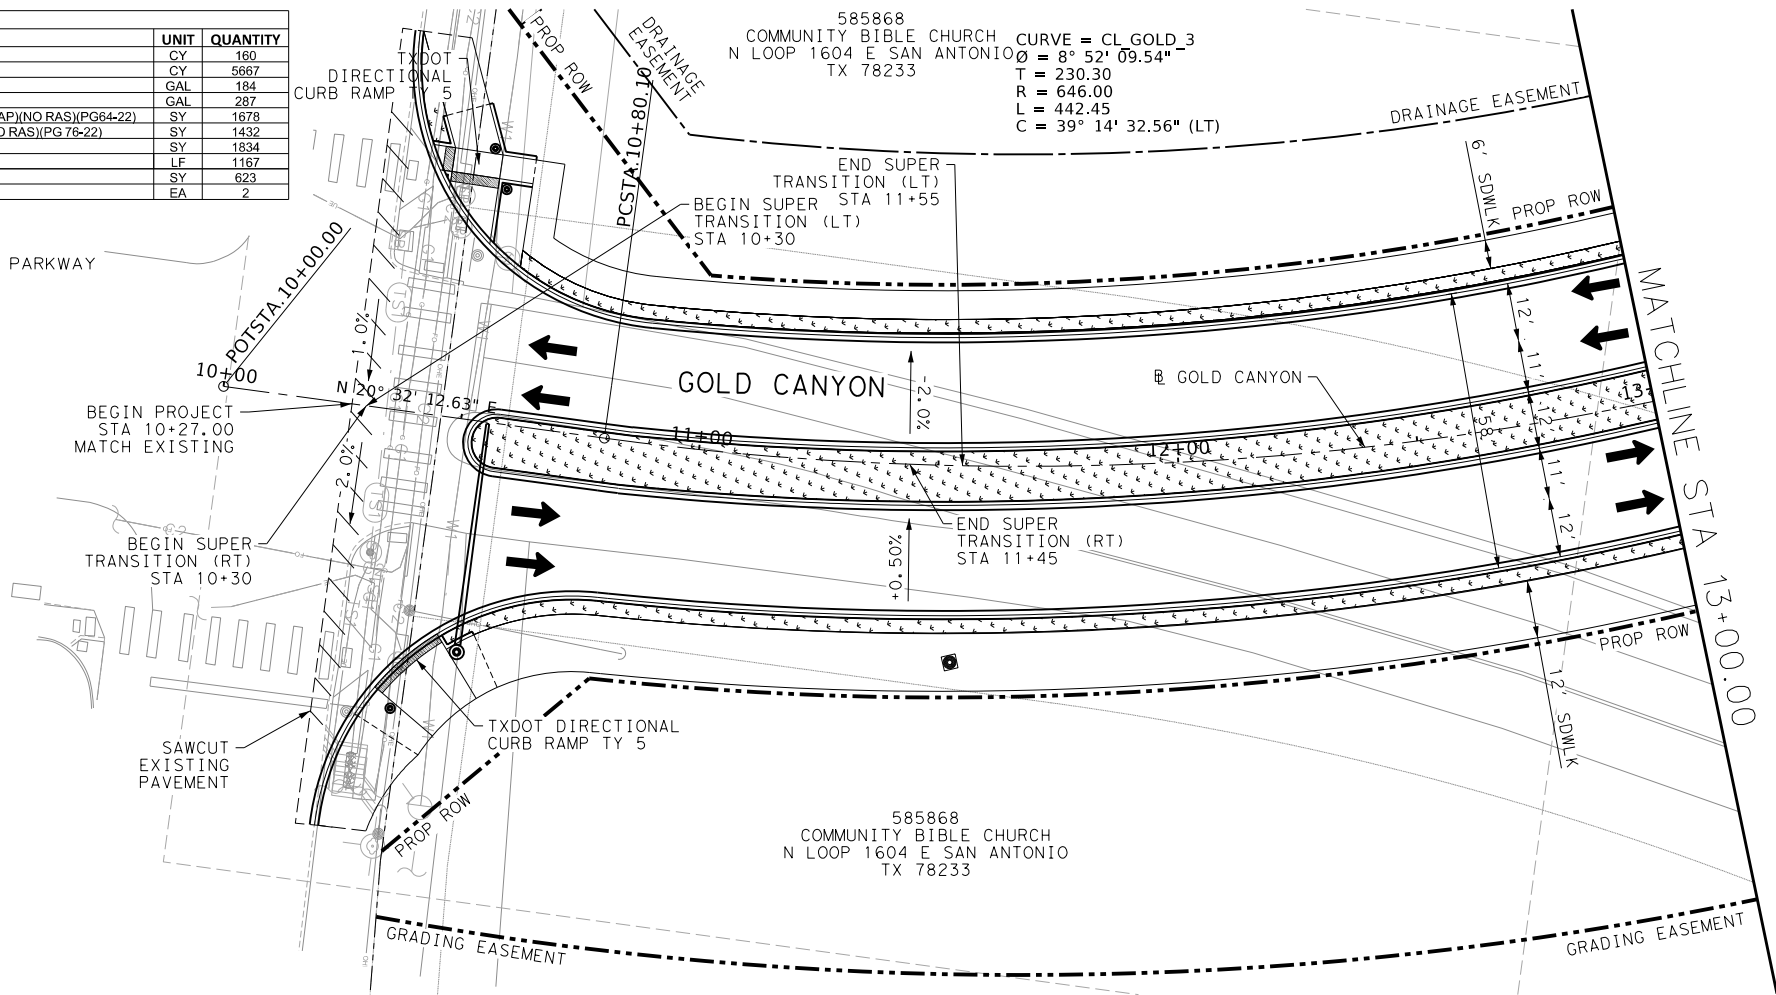 UNIT QUANTITY
CY 160
CY 5667
GAL 184
GAL 287
AP)(NO RAS)(PG64-22) SY 1678
O RAS)(PG 76-22) SY 1432
SY 1834
LF 1167
SY 623
EA 2
TXDOT
DIRECTIONAL
CURB RAMP TY 5
PROP ROW
DRAINAGE
EASEMENT
585868
COMMUNITY BIBLE CHURCH
N LOOP 1604 E SAN ANTONIO
TX 78233
CURVE = CL_GOLD_3
Ø = 8° 52' 09.54"
T = 230.30
R = 646.00
L = 442.45
C = 39° 14' 32.56" (LT)
DRAINAGE EASEMENT
PCSTA.10+80.10
END SUPER
TRANSITION (LT)
STA 11+55
BEGIN SUPER
TRANSITION (LT)
STA 10+30
6' SDWLK
PROP ROW
PARKWAY
POTSTA.10+00.00
10+00
-1.0%
N 20° 32' 12.63" E
BEGIN PROJECT
STA 10+27.00
MATCH EXISTING
-2.0%
GOLD CANYON
-2.0%
℄ GOLD CANYON
11+00
12+00
13+
12'
11'
12'
58'
11'
12'
MATCHLINE STA 13+00.00
BEGIN SUPER
TRANSITION (RT)
STA 10+30
END SUPER
TRANSITION (RT)
STA 11+45
+0.50%
PROP ROW
12' SDWLK
TXDOT DIRECTIONAL
CURB RAMP TY 5
SAWCUT
EXISTING
PAVEMENT
PROP ROW
585868
COMMUNITY BIBLE CHURCH
N LOOP 1604 E SAN ANTONIO
TX 78233
GRADING EASEMENT
GRADING EASEMENT